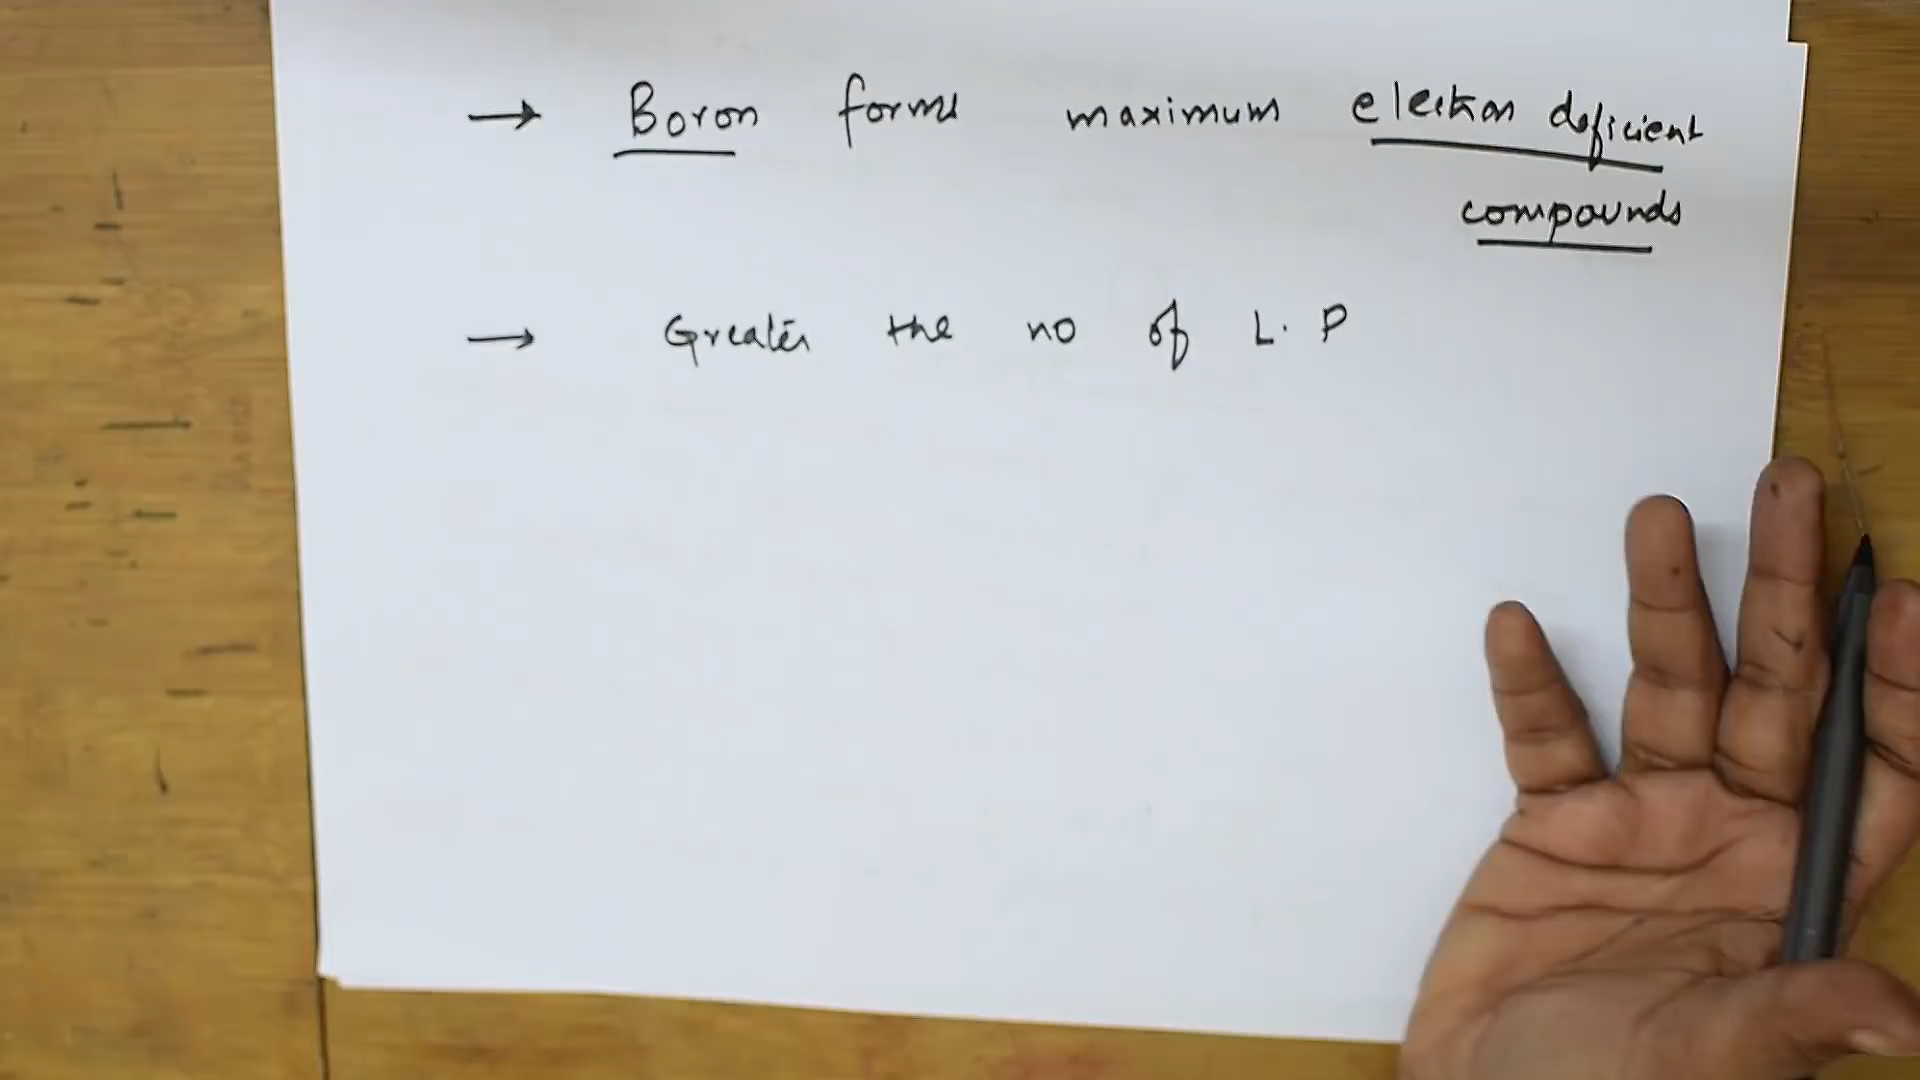 → Boron forms maximum electron deficient
compounds
→ Greater the no of L.P